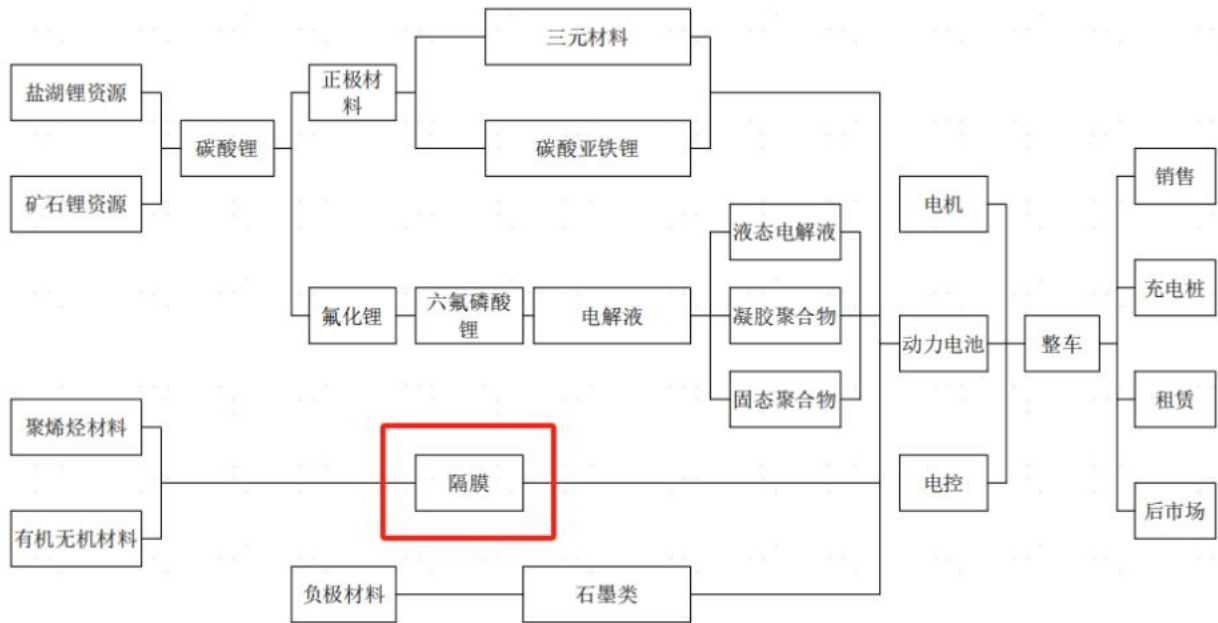 三元材料
盐湖锂资源
正极材
料
碳酸锂
碳酸亚铁锂
矿石锂资源
销售
电机
液态电解液
充电桩
氟化锂
六氟磷酸
锂
电解液
凝胶聚合物
动力电池
整车
固态聚合物
租赁
聚烯烃材料
隔膜
电控
有机无机材料
后市场
负极材料
石墨类